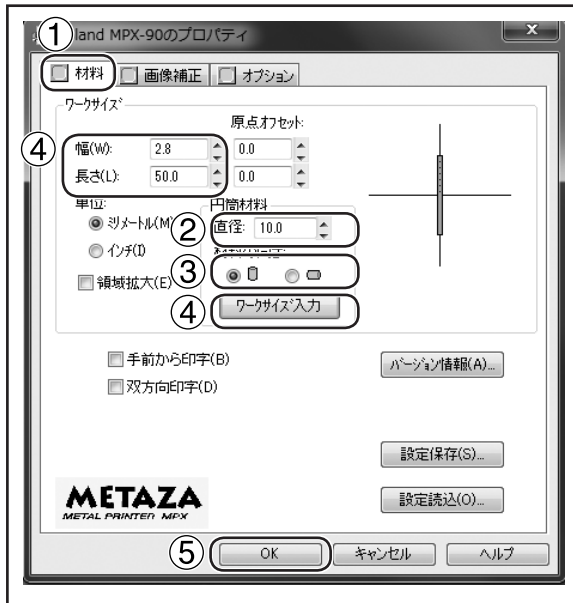 ①
land MPX-90のプロパティ
材料 画像補正 オプション
ワークサイズ
原点オフセット:
④ 幅(W): 2.8 0.0
長さ(L): 50.0 0.0
単位: 円筒材料
ミリメートル(M) ② 直径: 10.0
インチ(I)
領域拡大(E) ③
④ ワークサイズ入力
手前から印字(B) バージョン情報(A)...
双方向印字(D)
設定保存(S)...
METAZA
METAL PRINTER MPX
設定読込(O)...
⑤ OK キャンセル ヘルプ